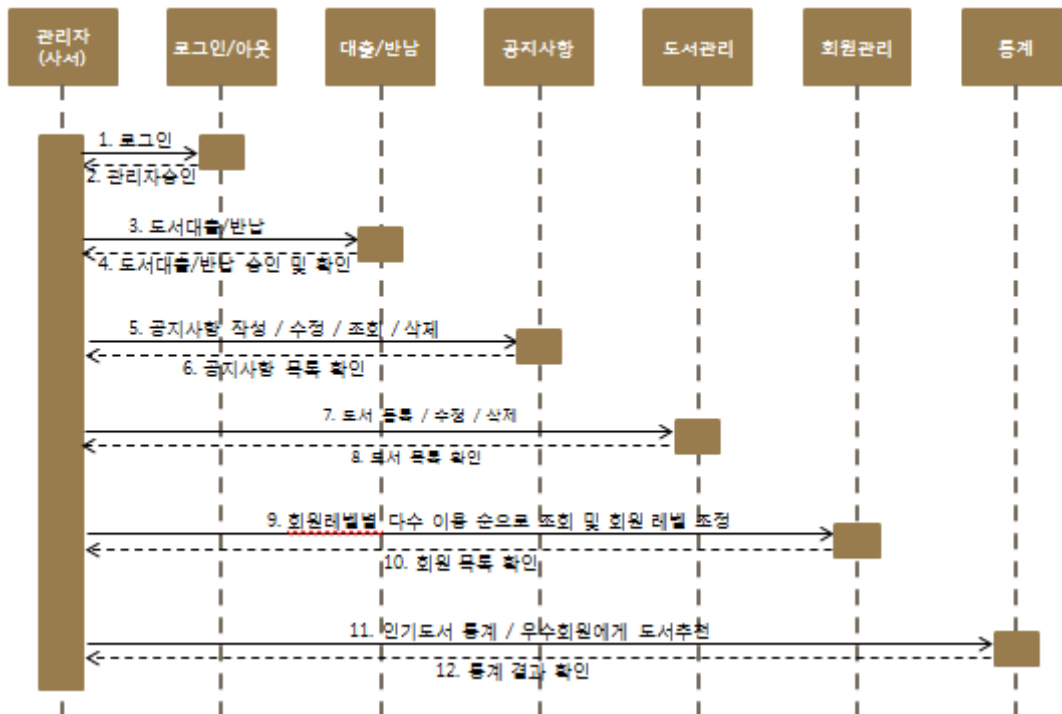 관리자
(사서)
로그인/아웃
대출/반납
공지사항
도서관리
회원관리
통계
1. 로그인
2. 관리자승인
3. 도서대출/반납
4. 도서대출/반납 승인 및 확인
5. 공지사항 작성 / 수정 / 조회 / 삭제
6. 공지사항 목록 확인
7. 도서 등록 / 수정 / 삭제
8. 도서 목록 확인
9. 회원레벨별 다수 이용 순으로 조회 및 회원 레벨 조정
10. 회원 목록 확인
11. 인기도서 통계 / 우수회원에게 도서추천
12. 통계 결과 확인